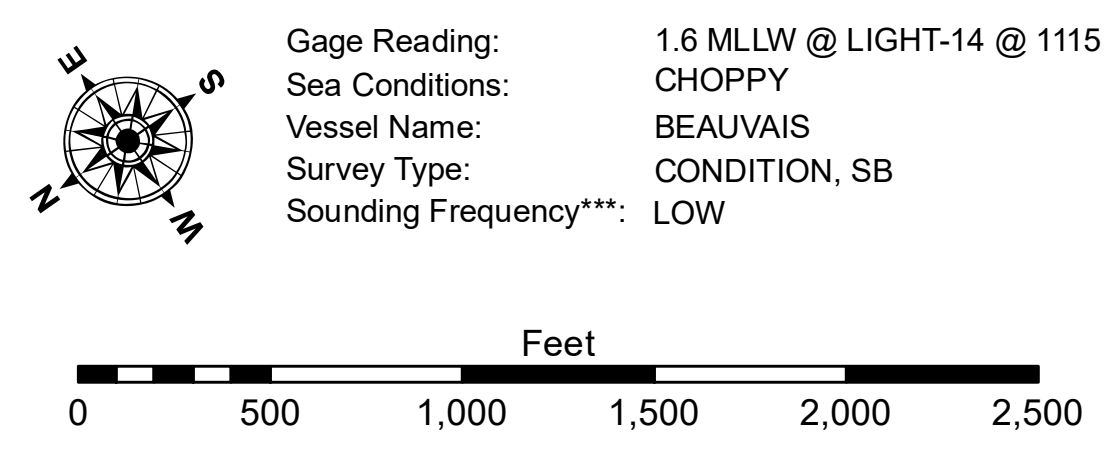 E
S
N
W
Gage Reading: 1.6 MLLW @ LIGHT-14 @ 1115
Sea Conditions: CHOPPY
Vessel Name: BEAUVAIS
Survey Type: CONDITION, SB
Sounding Frequency***: LOW
Feet
0 500 1,000 1,500 2,000 2,500